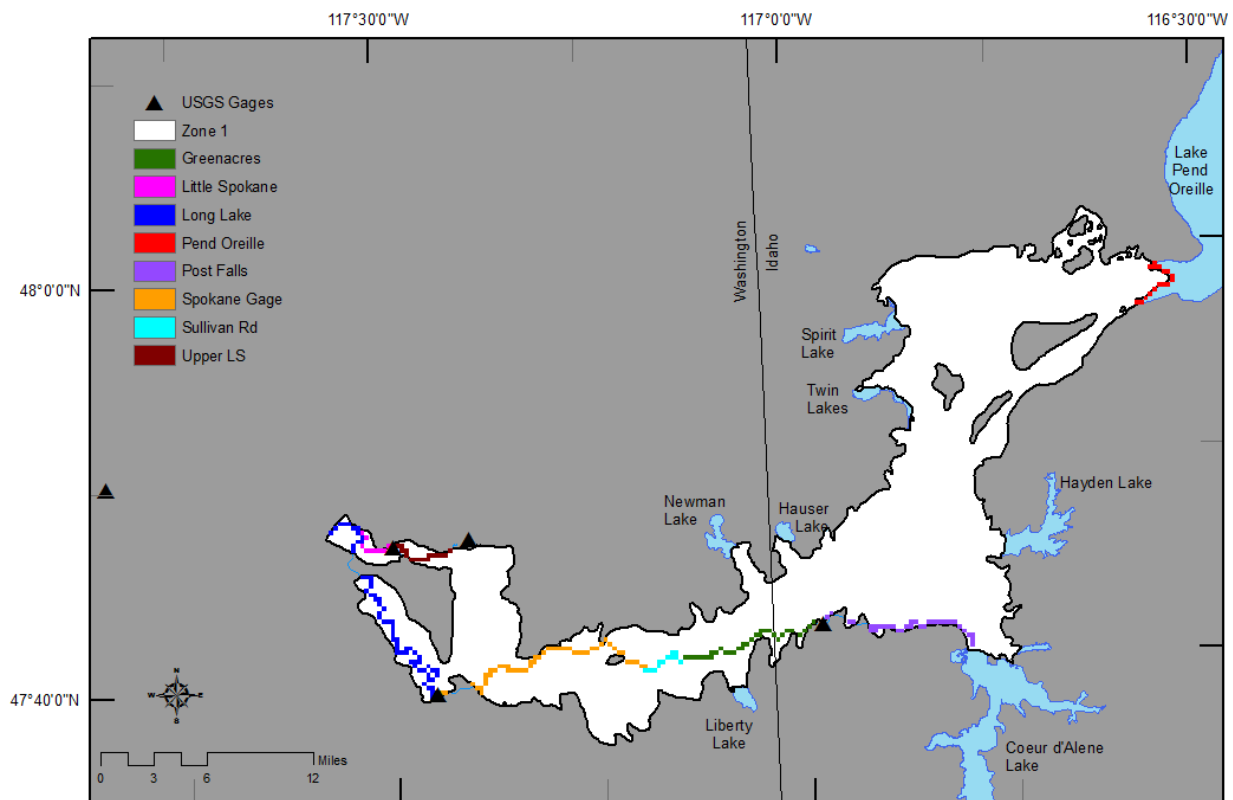 117°30'0"W
117°0'0"W
116°30'0"W
USGS Gages
Zone 1
Greenacres
Little Spokane
Long Lake
Pend Oreille
Post Falls
Spokane Gage
Sullivan Rd
Upper LS
Lake
Pend
Oreille
Washington
Idaho
48°0'0"N
Spirit
Lake
Twin
Lakes
Hayden Lake
Newman
Lake
Hauser
Lake
47°40'0"N
N
W
E
S
Liberty
Lake
Coeur d'Alene
Lake
Miles
0
3
6
12